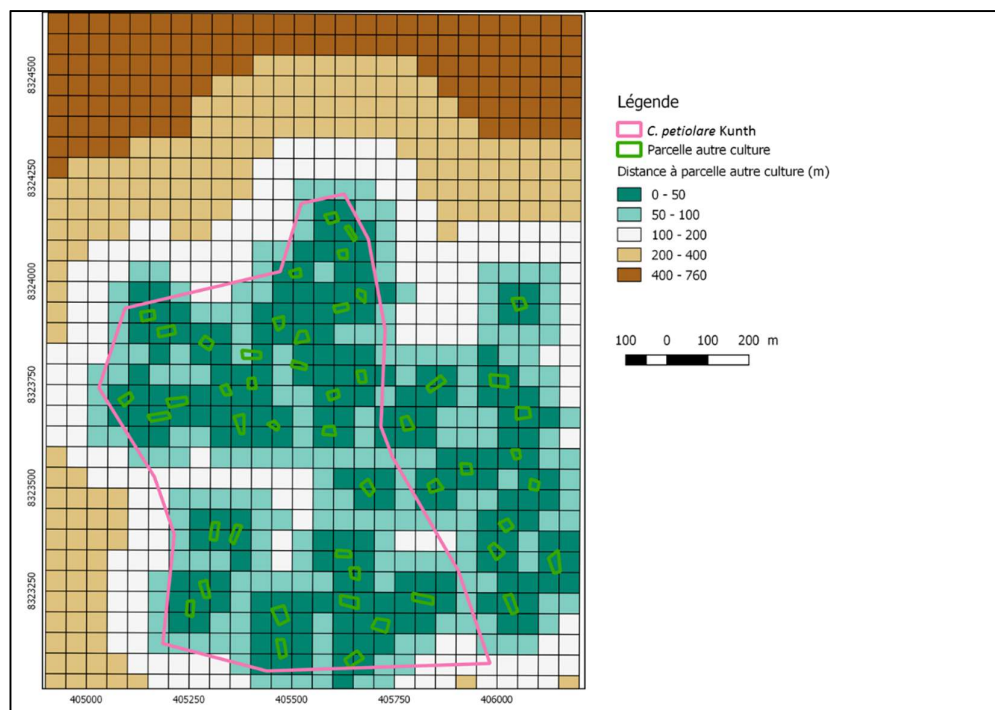 8324500
8324250
8324000
8323750
8323500
8323250
405000 405250 405500 405750 406000
Légende
C. petiolare Kunth
Parcelle autre culture
Distance à parcelle autre culture (m)
0 - 50
50 - 100
100 - 200
200 - 400
400 - 760
100 0 100 200 m